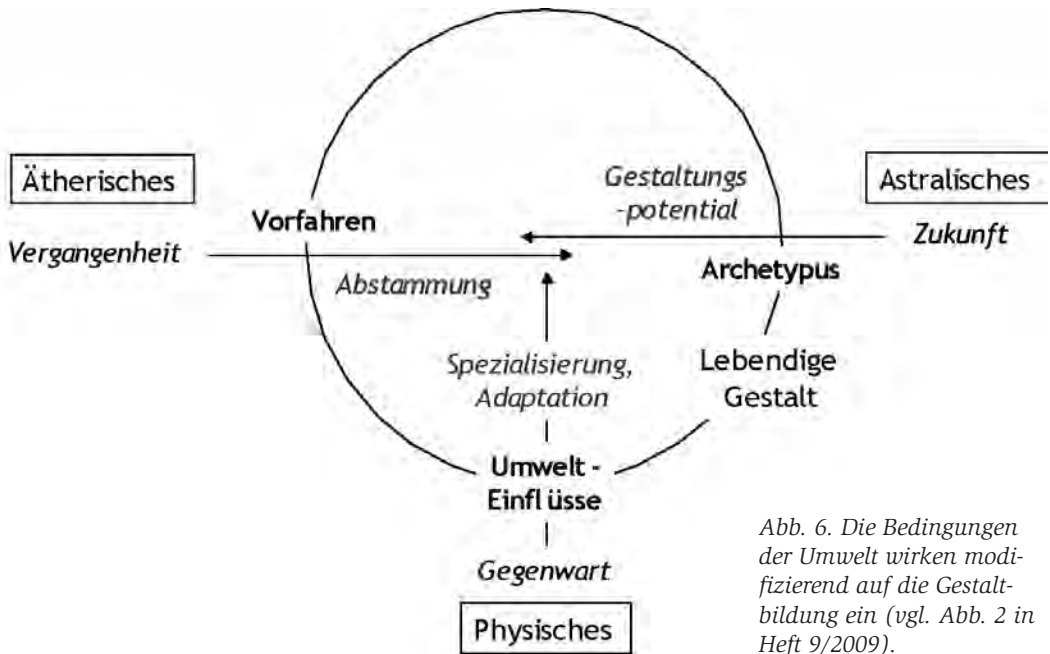 Ätherisches
Vorfahren
Vergangenheit
Abstammung
Gestaltungs
-potential
Astralisches
Zukunft
Archetypus
Spezialisierung,
Adaptation
Lebendige
Gestalt
Umwelt -
Einflüsse
Gegenwart
Physisches
Abb. 6. Die Bedingungen
der Umwelt wirken modi-
fizierend auf die Gestalt-
bildung ein (vgl. Abb. 2 in
Heft 9/2009).